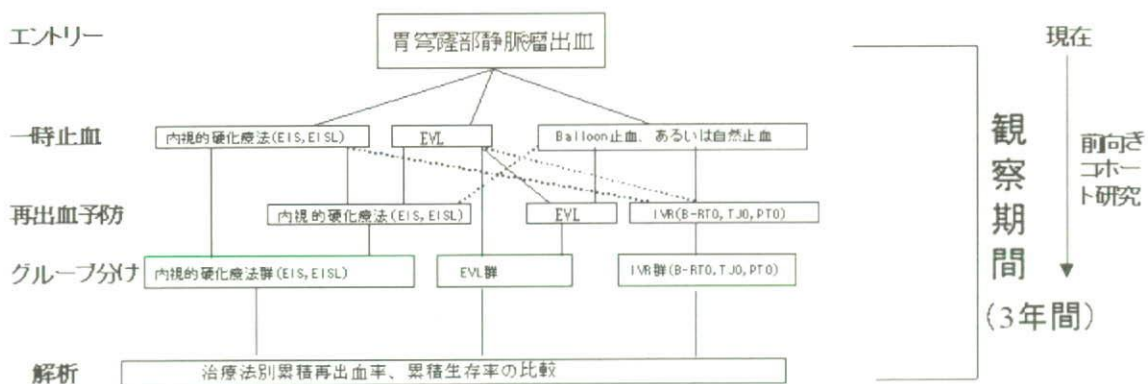 エントリー
胃穹窿部静脈瘤出血
現在
一時止血
内視的硬化療法(EIS,EISL)
EVL
Balloon止血、あるいは自然止血
再出血予防
内視的硬化療法(EIS,EISL)
EVL
IVR(B-RTO,TJO,PTO)
グループ分け
内視的硬化療法群(EIS,EISL)
EVL群
IVR群(B-RTO,TJO,PTO)
解析
治療法別累積再出血率、累積生存率の比較
観察期間
(3年間)
前向き
コホー
ト研究